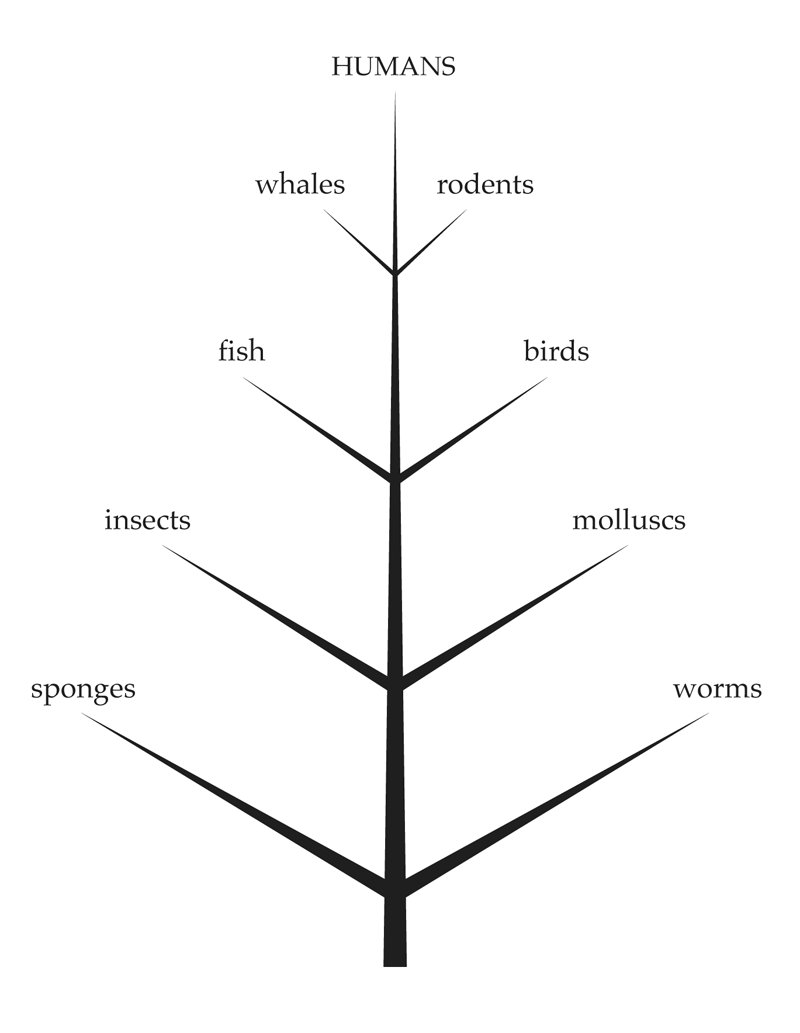 HUMANS
whales rodents
fish birds
insects molluscs
sponges worms